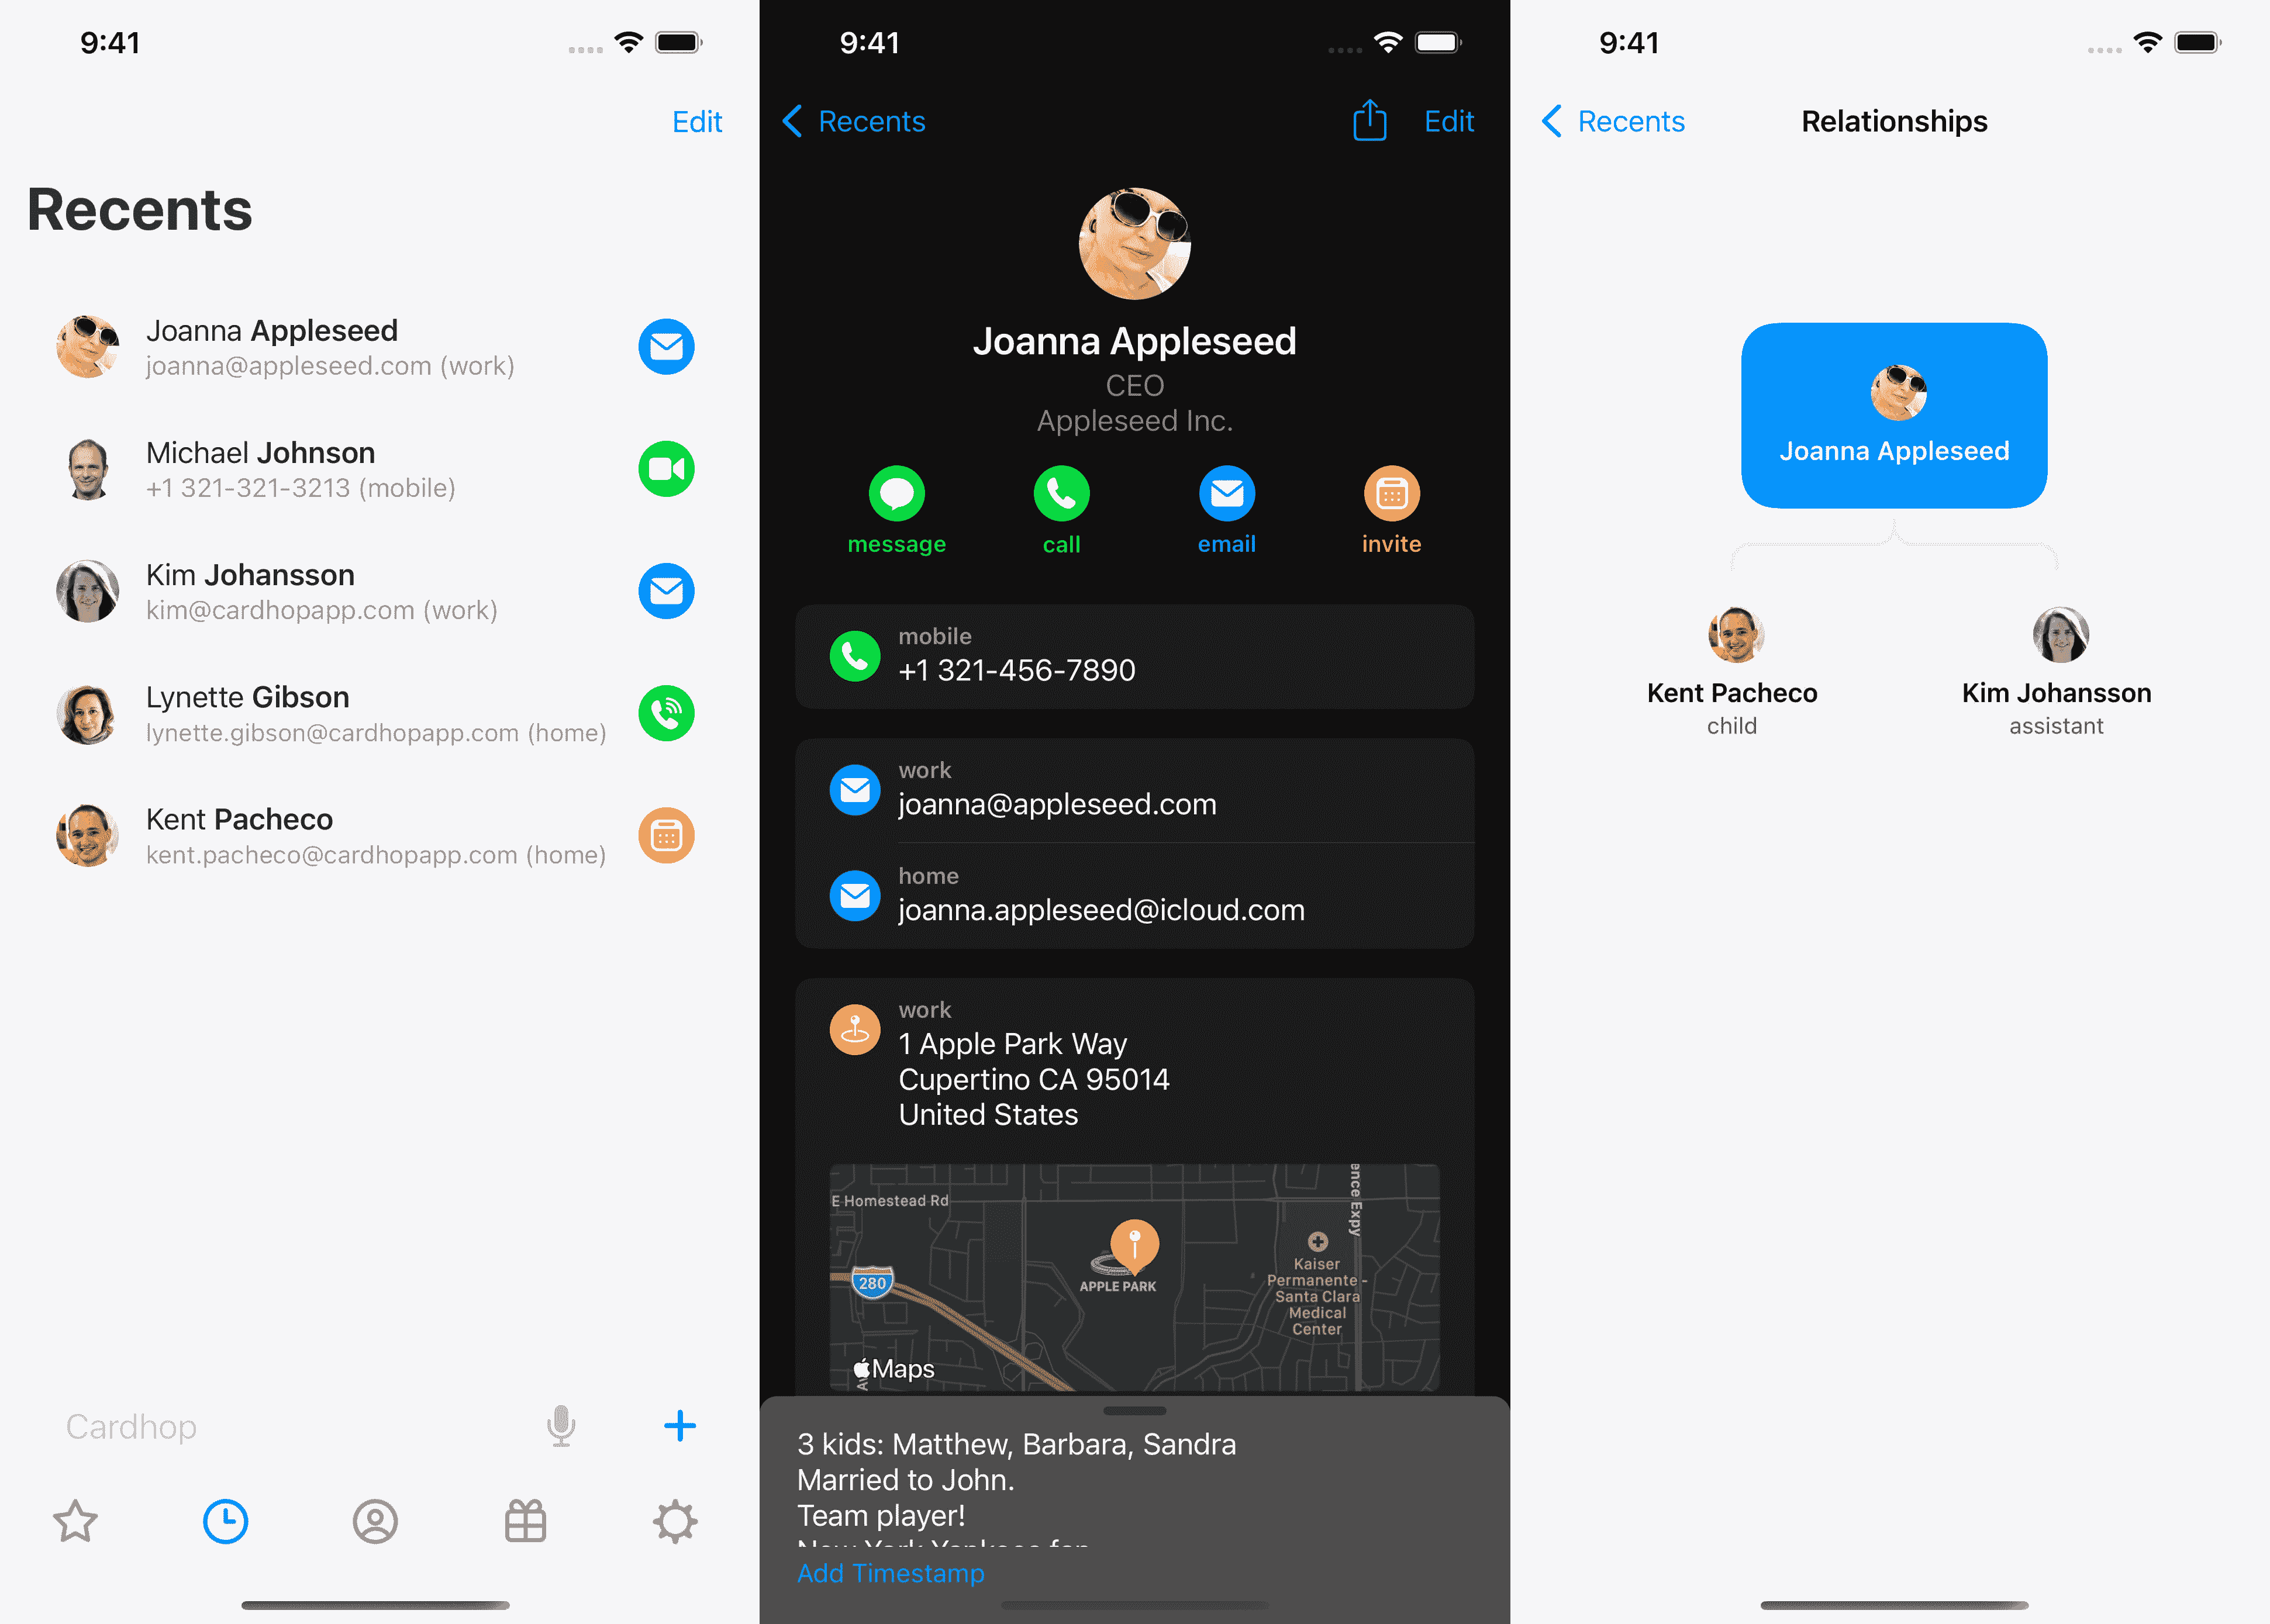 9:41
Edit
Recents
Joanna Appleseed
joanna@appleseed.com (work)
Michael Johnson
+1 321-321-3213 (mobile)
Kim Johansson
kim@cardhopapp.com (work)
Lynette Gibson
lynette.gibson@cardhopapp.com (home)
Kent Pacheco
kent.pacheco@cardhopapp.com (home)
Cardhop
9:41
Recents
Edit
Joanna Appleseed
CEO
Appleseed Inc.
message
call
email
invite
mobile
+1 321-456-7890
work
joanna@appleseed.com
home
joanna.appleseed@icloud.com
work
1 Apple Park Way
Cupertino CA 95014
United States
E Homestead Rd
ence Expy
280
APPLE PARK
Kaiser
Permanente -
Santa Clara
Medical
Center
Maps
3 kids: Matthew, Barbara, Sandra
Married to John.
Team player!
New York Yankees fan
Add Timestamp
9:41
Recents
Relationships
Joanna Appleseed
Kent Pacheco
child
Kim Johansson
assistant